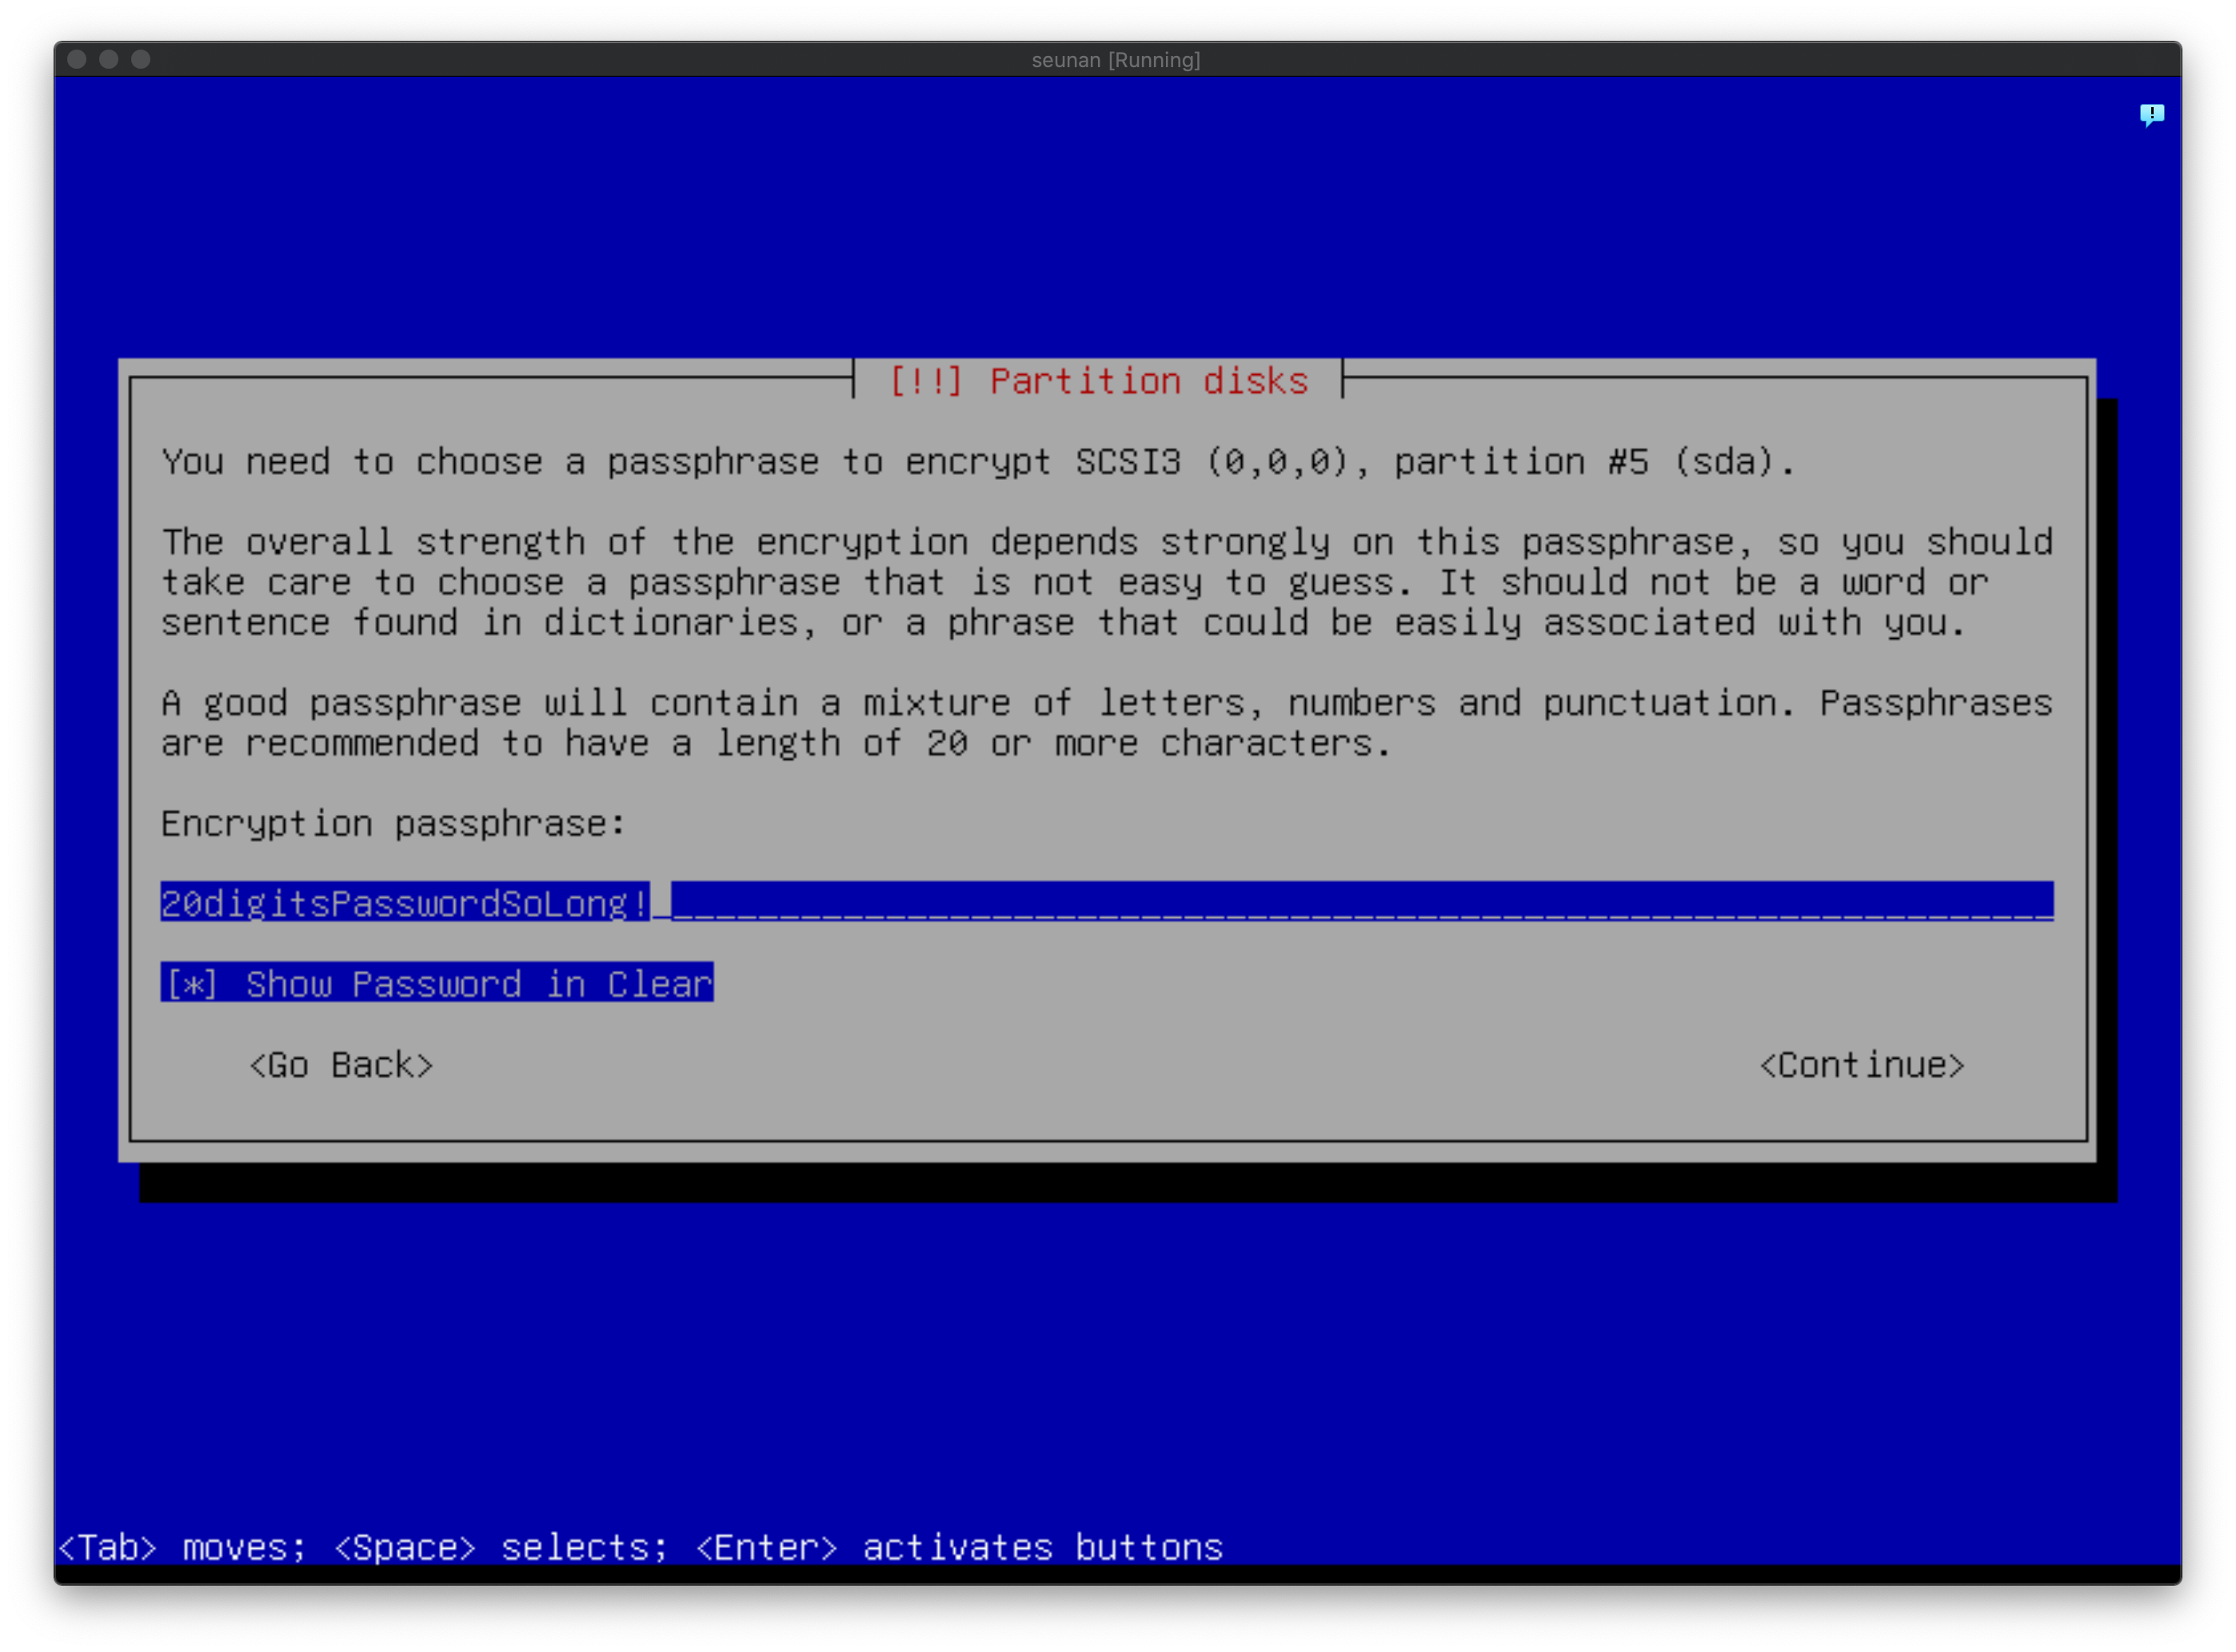 seunan [Running]
[!!] Partition disks
You need to choose a passphrase to encrypt SCSI3 (0,0,0), partition #5 (sda).
The overall strength of the encryption depends strongly on this passphrase, so you should
take care to choose a passphrase that is not easy to guess. It should not be a word or
sentence found in dictionaries, or a phrase that could be easily associated with you.
A good passphrase will contain a mixture of letters, numbers and punctuation. Passphrases
are recommended to have a length of 20 or more characters.
Encryption passphrase:
20digitsPasswordSoLong!
[*] Show Password in Clear
<Go Back> <Continue>
<Tab> moves; <Space> selects; <Enter> activates buttons